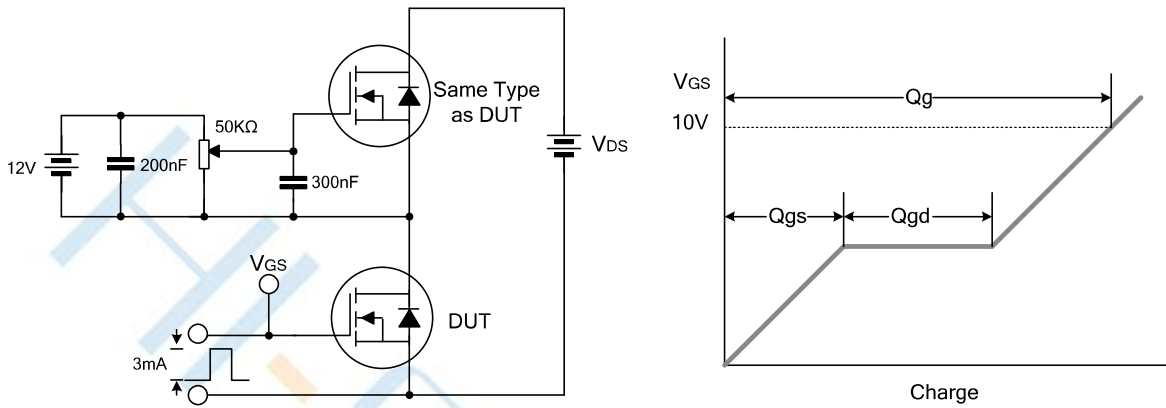 12V
200nF
50KΩ
300nF
Same Type
as DUT
VDS
VGS
3mA
DUT
VGS
10V
Qg
Qgs
Qgd
Charge